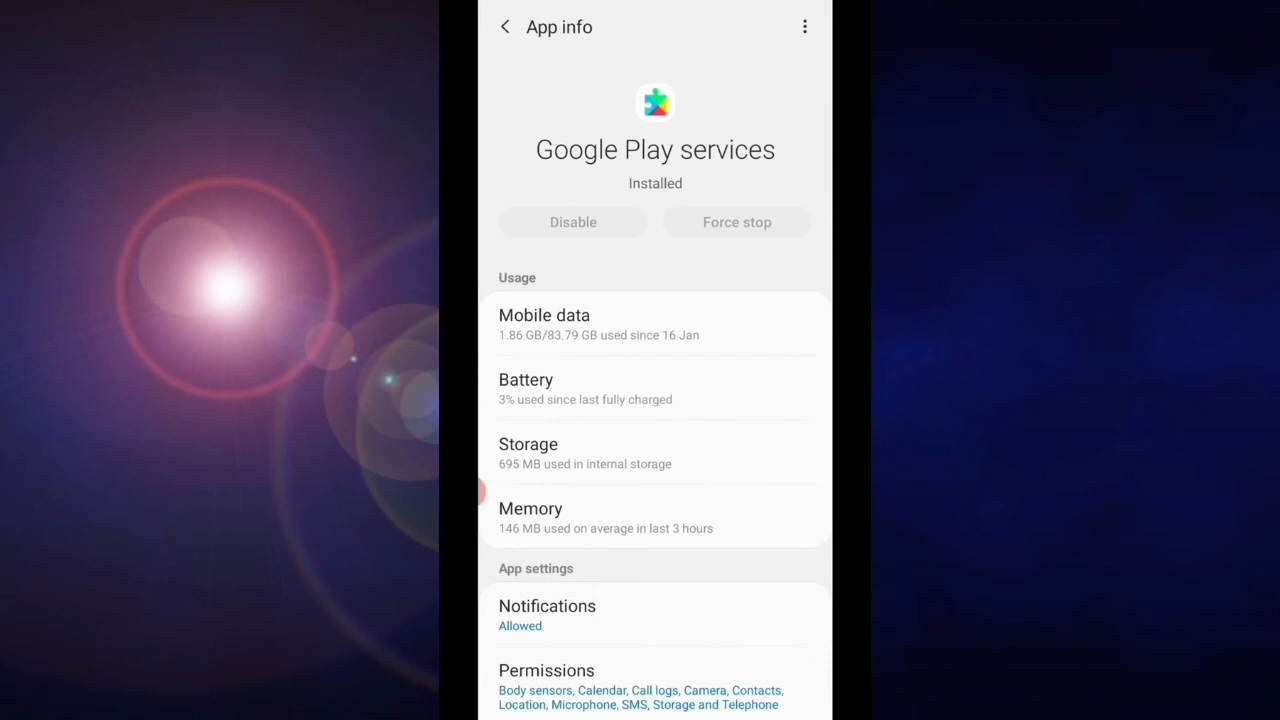 App info
Google Play services
Installed
Disable
Force stop
Usage
Mobile data
1.86 GB/83.79 GB used since 16 Jan
Battery
3% used since last fully charged
Storage
695 MB used in internal storage
Memory
146 MB used on average in last 3 hours
App settings
Notifications
Allowed
Permissions
Body sensors, Calendar, Call logs, Camera, Contacts,
Location, Microphone, SMS, Storage and Telephone